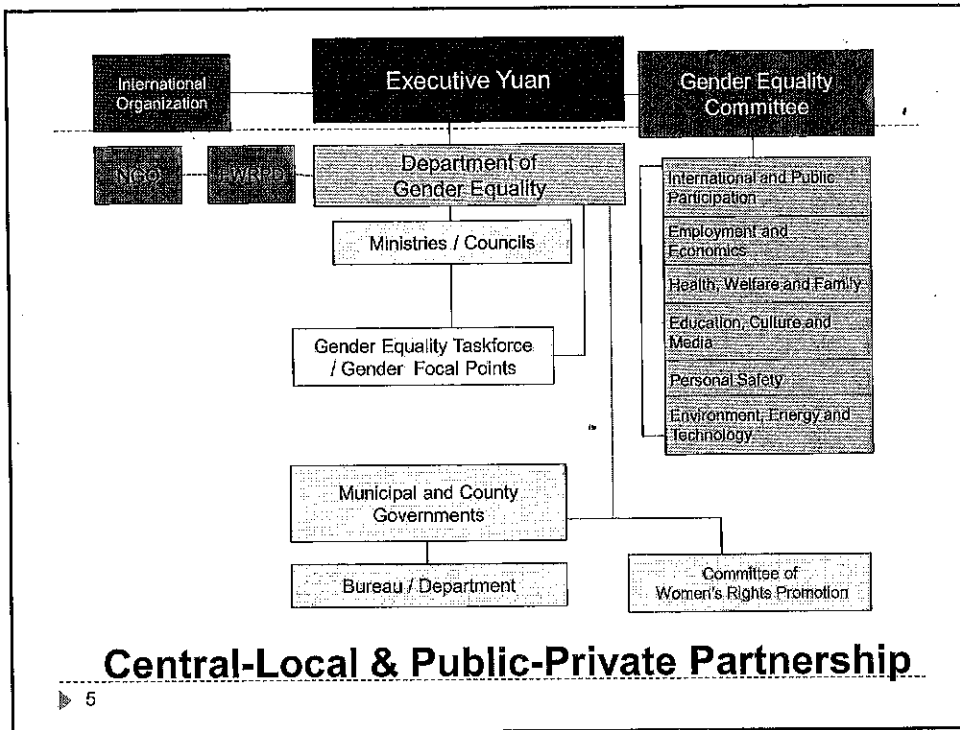 International
Organization
Executive Yuan
Gender Equality
Committee
NGO
FWRPD
Department of
Gender Equality
Ministries / Councils
Gender Equality Taskforce
/ Gender Focal Points
International and Public
Participation
Employment and
Economics
Health, Welfare and Family
Education, Culture and
Media
Personal Safety
Environment, Energy and
Technology
Municipal and County
Governments
Bureau / Department
Committee of
Women's Rights Promotion
Central-Local & Public-Private Partnership
5